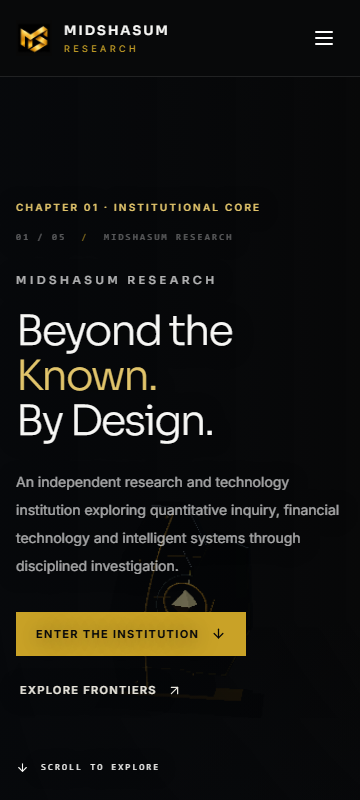 MIDSHASUM
RESEARCH
CHAPTER 01 · INSTITUTIONAL CORE
01 / 05 / MIDSHASUM RESEARCH
MIDSHASUM RESEARCH
Beyond the
Known.
By Design.
An independent research and technology
institution exploring quantitative inquiry, financial
technology and intelligent systems through
disciplined investigation.
ENTER THE INSTITUTION ↓
EXPLORE FRONTIERS ↗
↓ SCROLL TO EXPLORE